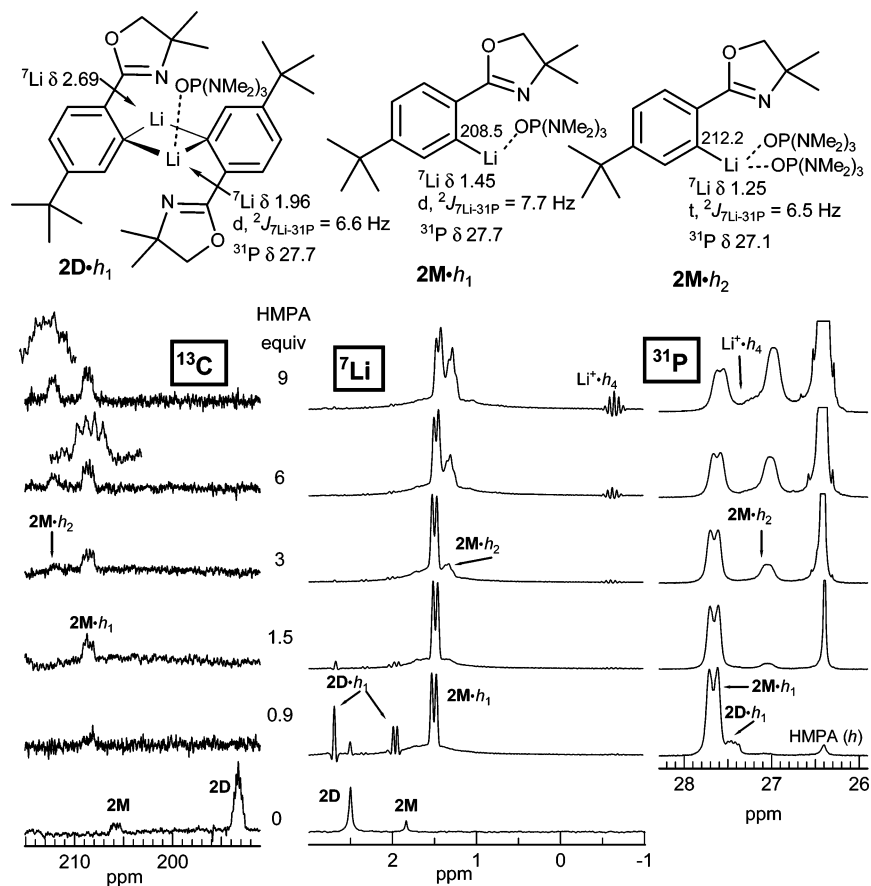 O
N
⁷Li δ 2.69
OP(NMe₂)₃
Li
Li
⁷Li δ 1.96
d, ²J₇Li-31P = 6.6 Hz
³¹P δ 27.7
N
O
2D•h₁
O
N
208.5
OP(NMe₂)₃
Li
⁷Li δ 1.45
d, ²J₇Li-31P = 7.7 Hz
³¹P δ 27.7
2M•h₁
O
N
212.2
OP(NMe₂)₃
Li
OP(NMe₂)₃
⁷Li δ 1.25
t, ²J₇Li-31P = 6.5 Hz
³¹P δ 27.1
2M•h₂
HMPA
equiv
¹³C
⁷Li
³¹P
9
Li⁺•h₄
Li⁺•h₄
6
2M•h₂
3
2M•h₂
2M•h₂
2M•h₁
1.5
2D•h₁
2M•h₁
2M•h₁
2D•h₁
0.9
HMPA (h)
28 27 26
ppm
2M
2D
0
2D
2M
210 200
ppm
2 1 0 -1
ppm